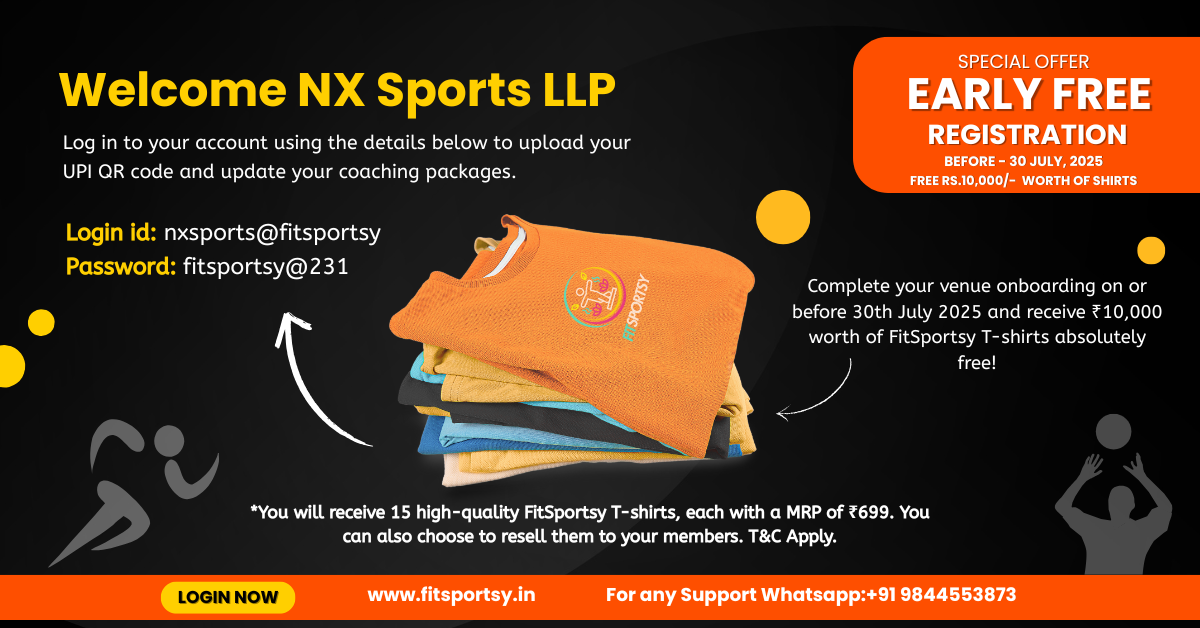 Welcome NX Sports LLP
Log in to your account using the details below to upload your
UPI QR code and update your coaching packages.
SPECIAL OFFER
EARLY FREE
REGISTRATION
BEFORE - 30 JULY, 2025
FREE RS.10,000/- WORTH OF SHIRTS
Login id: nxsports@fitsportsy
Password: fitsportsy@231
FITSPORTSY
Complete your venue onboarding on or
before 30th July 2025 and receive ₹10,000
worth of FitSportsy T-shirts absolutely
free!
*You will receive 15 high-quality FitSportsy T-shirts, each with a MRP of ₹699. You
can also choose to resell them to your members. T&C Apply.
LOGIN NOW
www.fitsportsy.in
For any Support Whatsapp:+91 9844553873